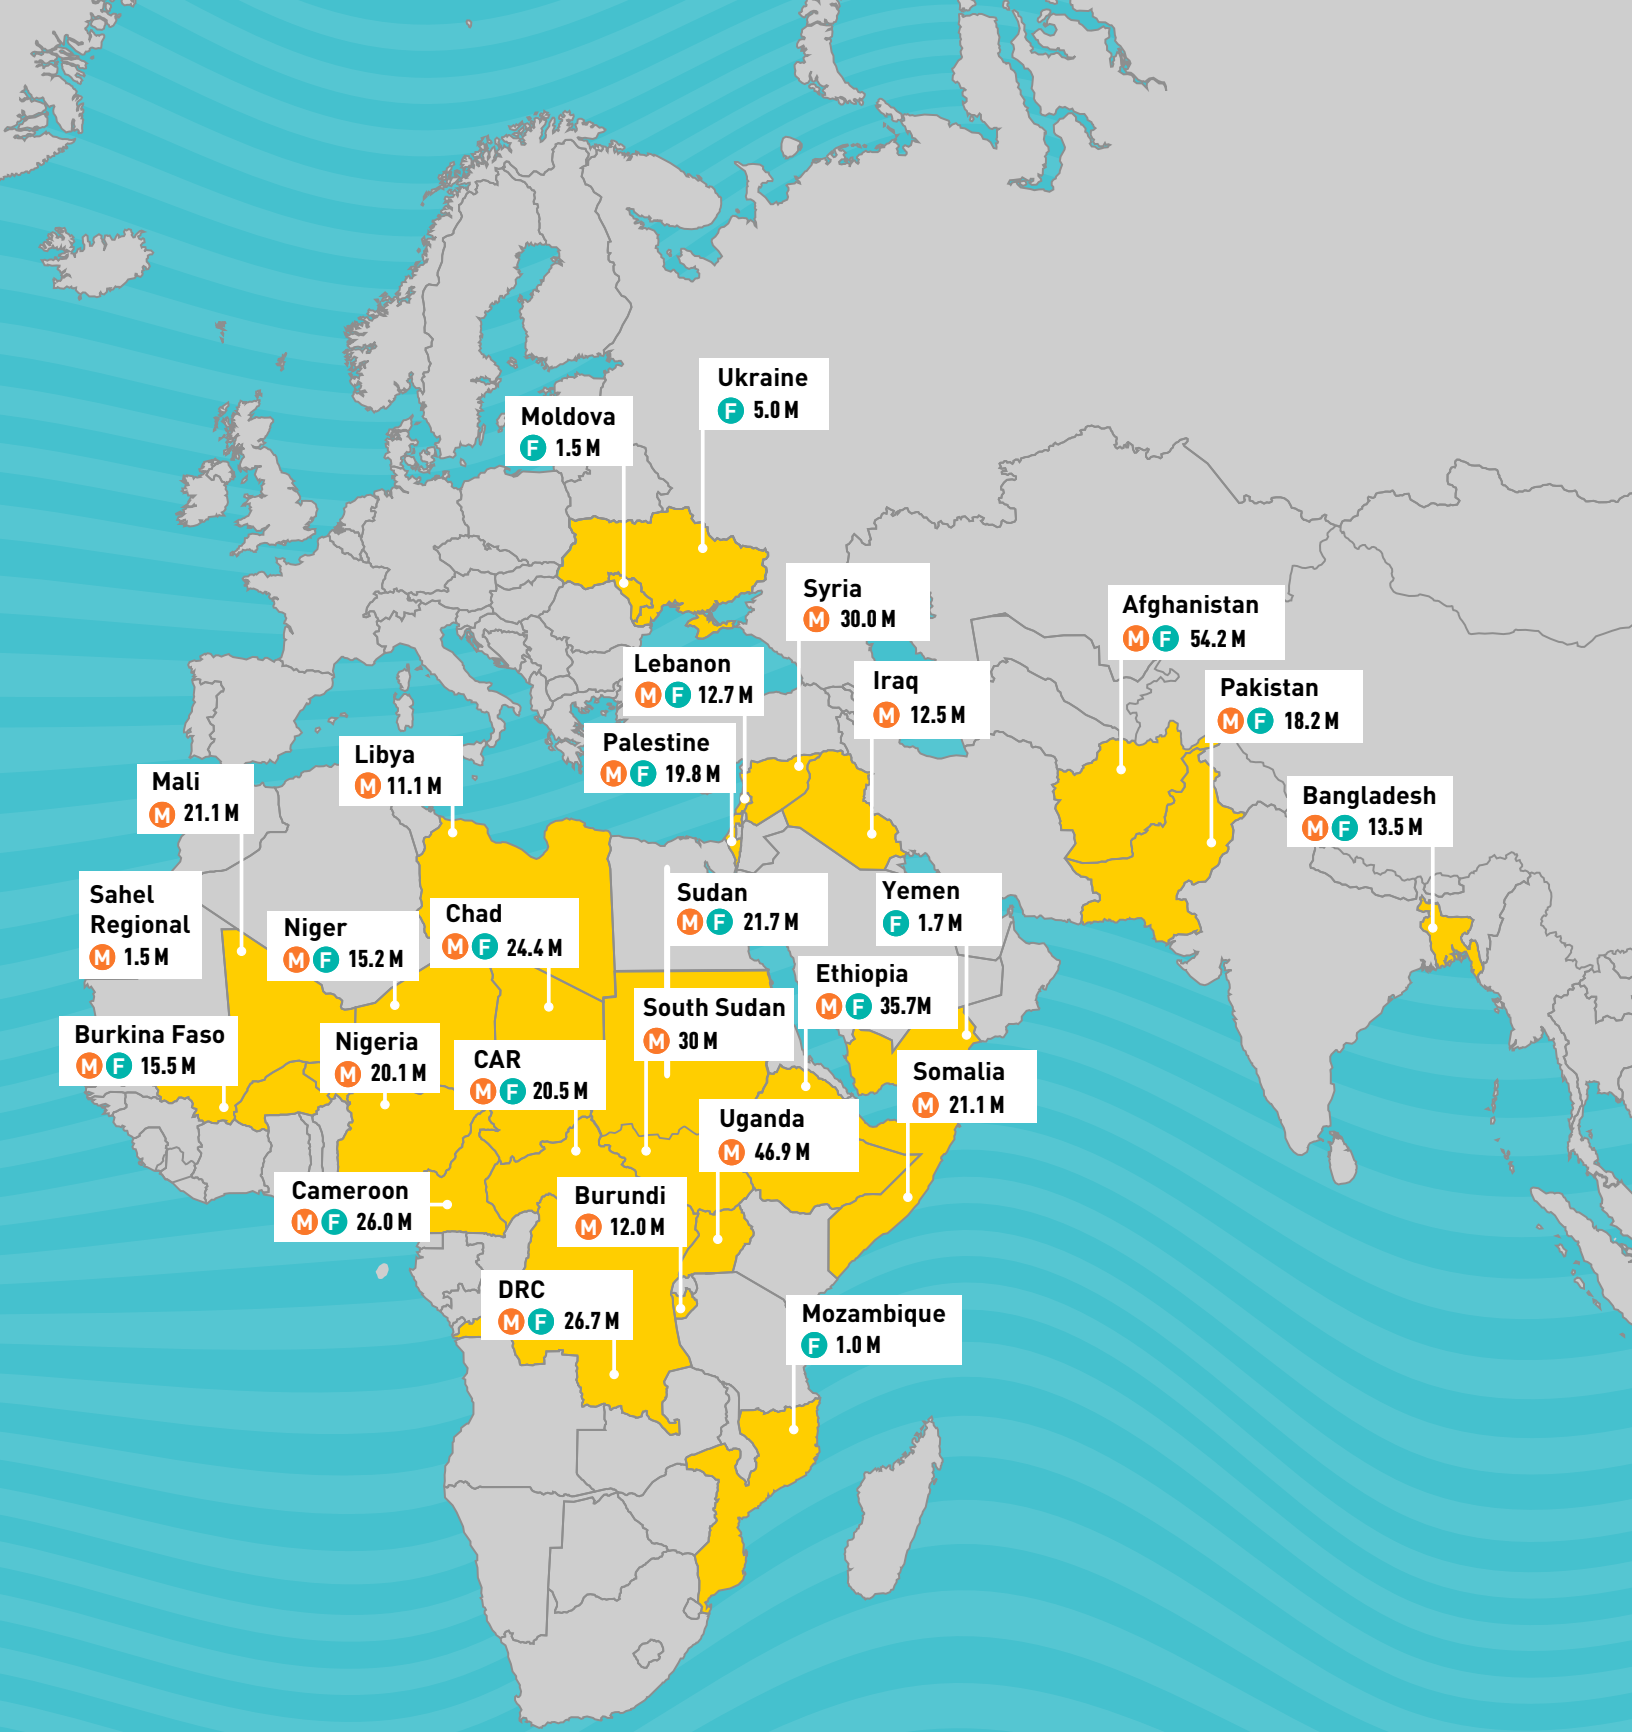 Ukraine
F 5.0 M
Moldova
F 1.5 M
Syria
M 30.0 M
Afghanistan
M F 54.2 M
Lebanon
M F 12.7 M
Iraq
M 12.5 M
Pakistan
M F 18.2 M
Palestine
M F 19.8 M
Libya
M 11.1 M
Mali
M 21.1 M
Bangladesh
M F 13.5 M
Sahel
Regional
M 1.5 M
Niger
M F 15.2 M
Chad
M F 24.4 M
Sudan
M F 21.7 M
Yemen
F 1.7 M
Ethiopia
M F 35.7M
South Sudan
M 30 M
Burkina Faso
M F 15.5 M
Nigeria
M 20.1 M
CAR
M F 20.5 M
Somalia
M 21.1 M
Uganda
M 46.9 M
Cameroon
M F 26.0 M
Burundi
M 12.0 M
DRC
M F 26.7 M
Mozambique
F 1.0 M